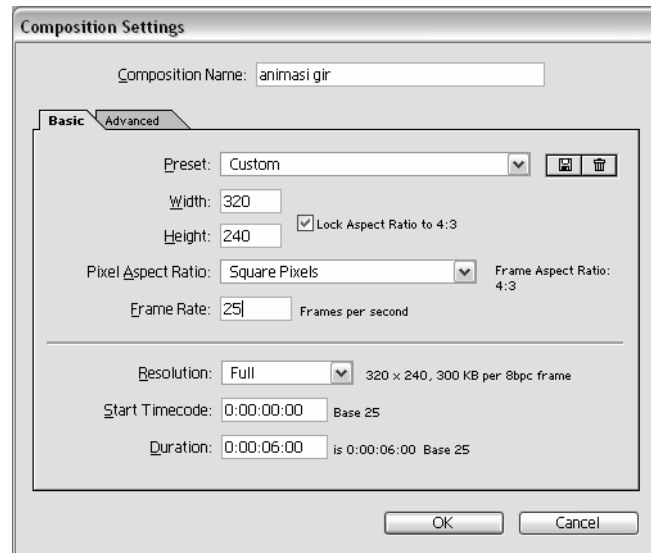 Composition Settings
Composition Name: animasi gir
Basic Advanced
Preset: Custom
Width: 320
Lock Aspect Ratio to 4:3
Height: 240
Pixel Aspect Ratio: Square Pixels Frame Aspect Ratio:
4:3
Frame Rate: 25 Frames per second
Resolution: Full 320 x 240, 300 KB per 8bpc frame
Start Timecode: 0:00:00:00 Base 25
Duration: 0:00:06:00 is 0:00:06:00 Base 25
OK Cancel